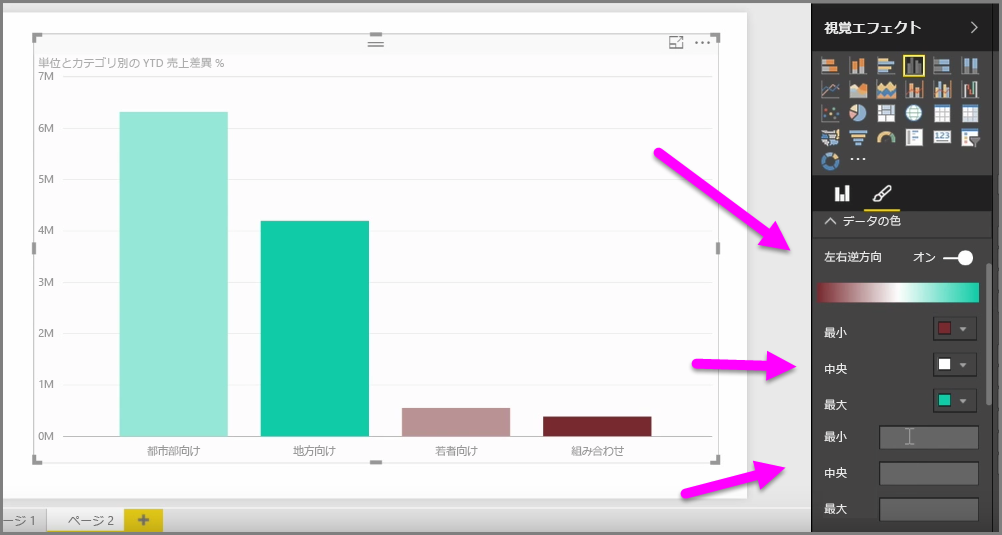 単位とカテゴリ別の YTD 売上差異 %
7M
6M
5M
4M
3M
2M
1M
0M
都市部向け 地方向け 若者向け 組み合わせ
ージ 1 ページ 2 +
視覚エフェクト
123
データの色
左右逆方向 オン
最小
中央
最大
最小
中央
最大